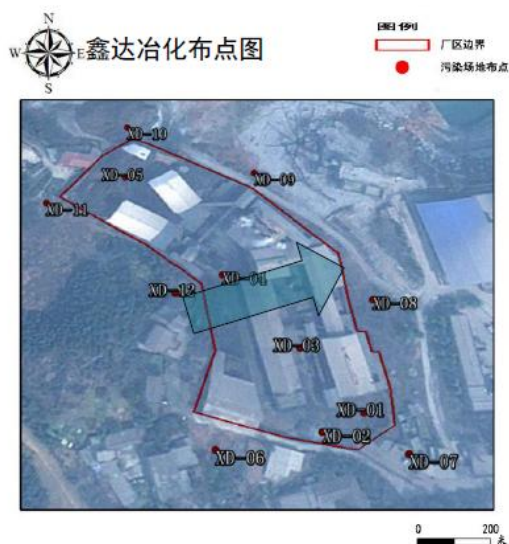 N
图例
W E 鑫达冶化布点图
厂区边界
污染场地布点
S
XD-10
XD-05
XD-09
XD-11
XD-04
XD-12
XD-08
XD-03
XD-01
XD-02
XD-06
XD-07
0 200
米